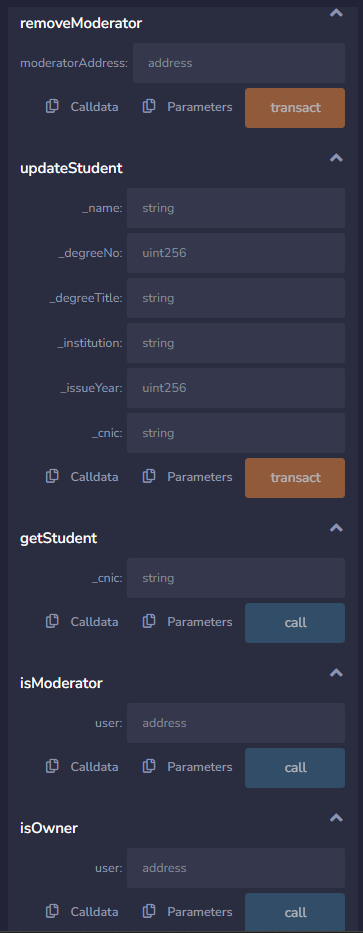 removeModerator
moderatorAddress: address
Calldata Parameters transact
updateStudent
_name: string
_degreeNo: uint256
_degreeTitle: string
_institution: string
_issueYear: uint256
_cnic: string
Calldata Parameters transact
getStudent
_cnic: string
Calldata Parameters call
isModerator
user: address
Calldata Parameters call
isOwner
user: address
Calldata Parameters call